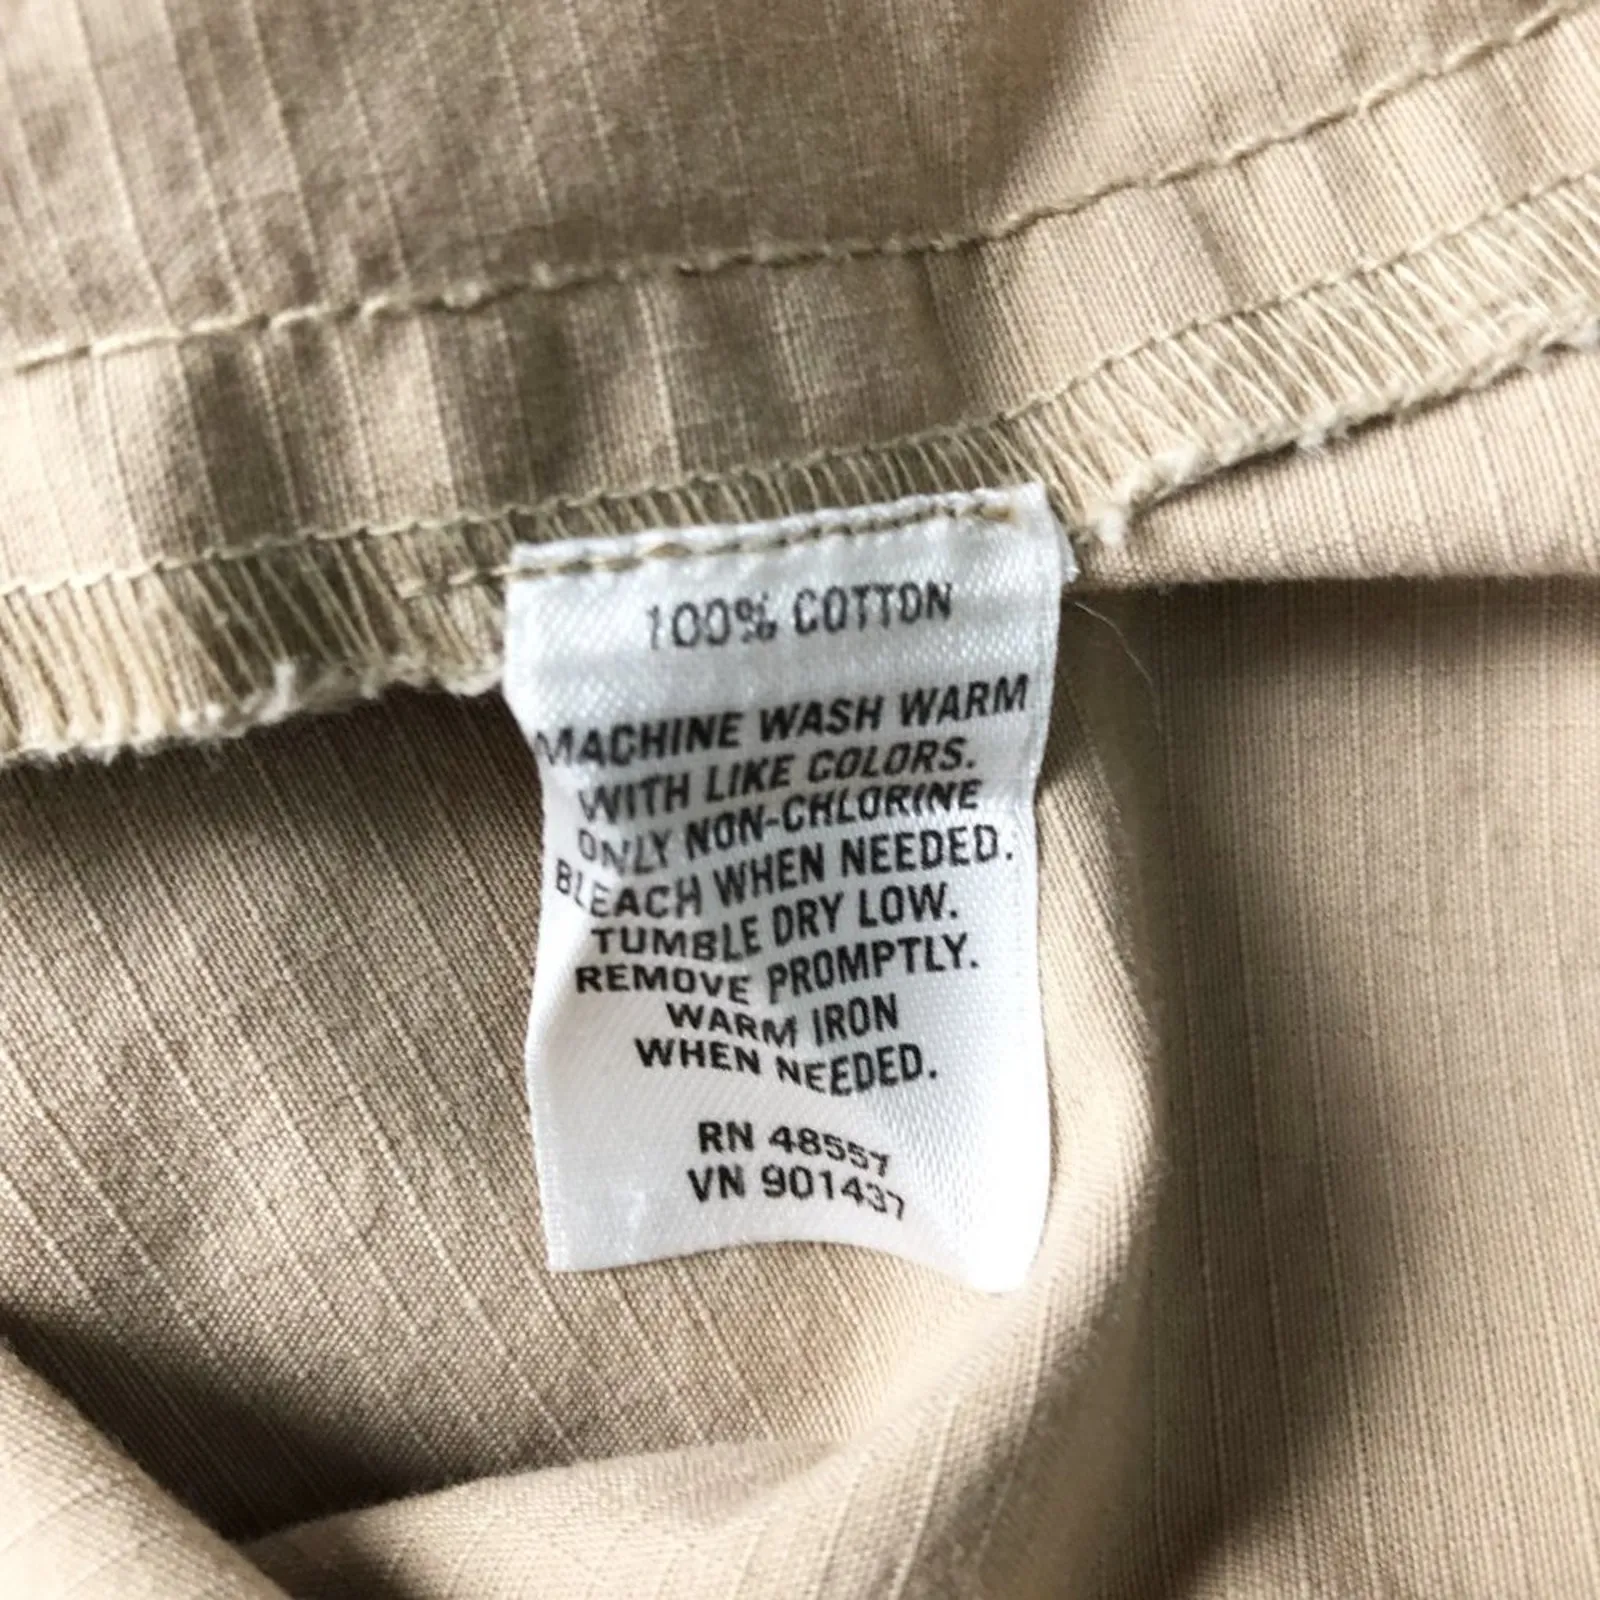 100% COTTON
MACHINE WASH WARM
WITH LIKE COLORS.
ONLY NON-CHLORINE
BLEACH WHEN NEEDED.
TUMBLE DRY LOW.
REMOVE PROMPTLY.
WARM IRON
WHEN NEEDED.
RN 48557
VN 901437